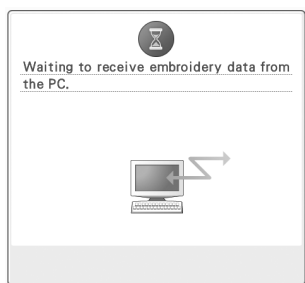 Waiting to receive embroidery data from
the PC.